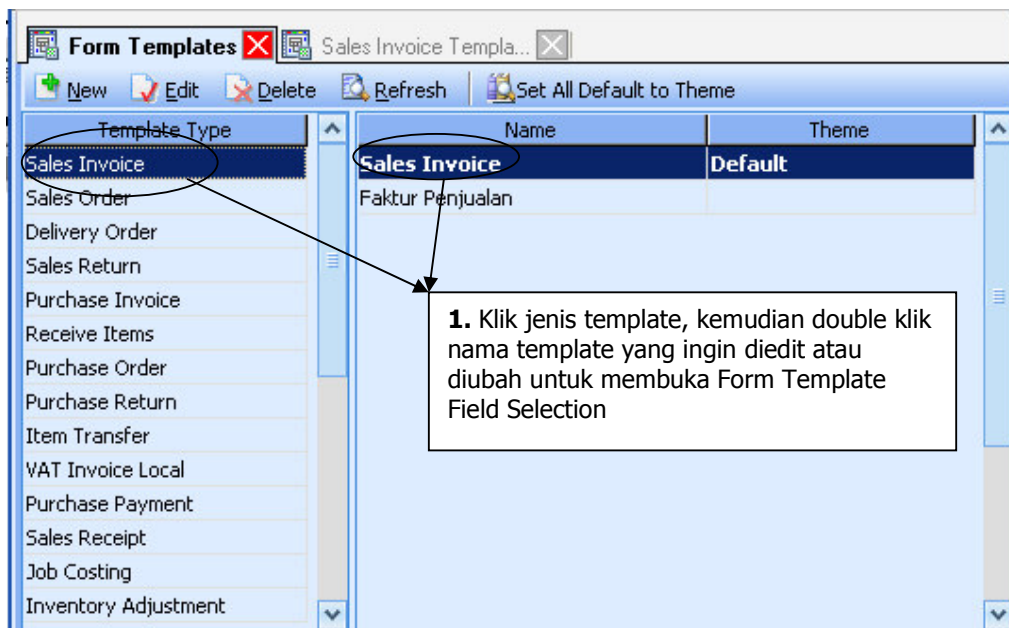 Form Templates Sales Invoice Templa...
New Edit Delete Refresh Set All Default to Theme
Template Type Name Theme
Sales Invoice Sales Invoice Default
Sales Order Faktur Penjualan
Delivery Order
Sales Return
Purchase Invoice
Receive Items
Purchase Order
Purchase Return
Item Transfer
VAT Invoice Local
Purchase Payment
Sales Receipt
Job Costing
Inventory Adjustment
1. Klik jenis template, kemudian double klik
nama template yang ingin diedit atau
diubah untuk membuka Form Template
Field Selection